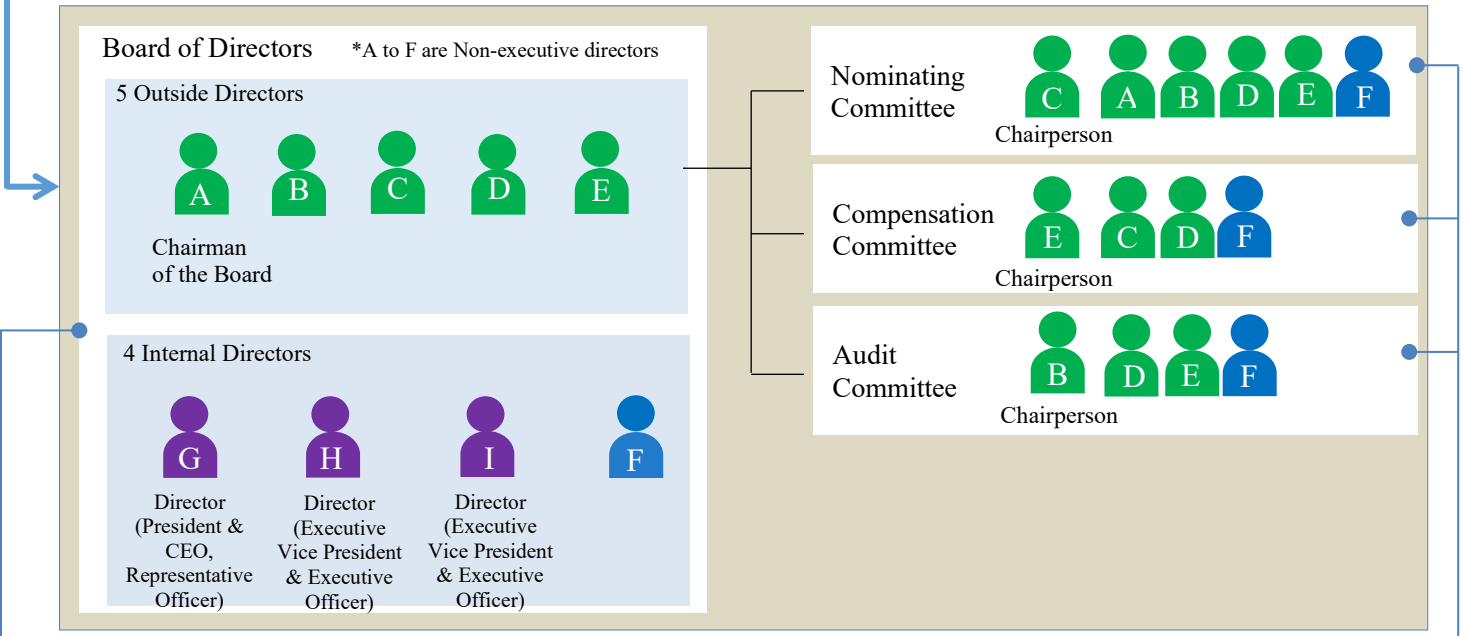 Board of Directors *A to F are Non-executive directors
5 Outside Directors
A B C D E
Chairman
of the Board
4 Internal Directors
G H I F
Director
(President &
CEO,
Representative
Officer)
Director
(Executive
Vice President
& Executive
Officer)
Director
(Executive
Vice President
& Executive
Officer)
Nominating
Committee
C A B D E F
Chairperson
Compensation
Committee
E C D F
Chairperson
Audit
Committee
B D E F
Chairperson